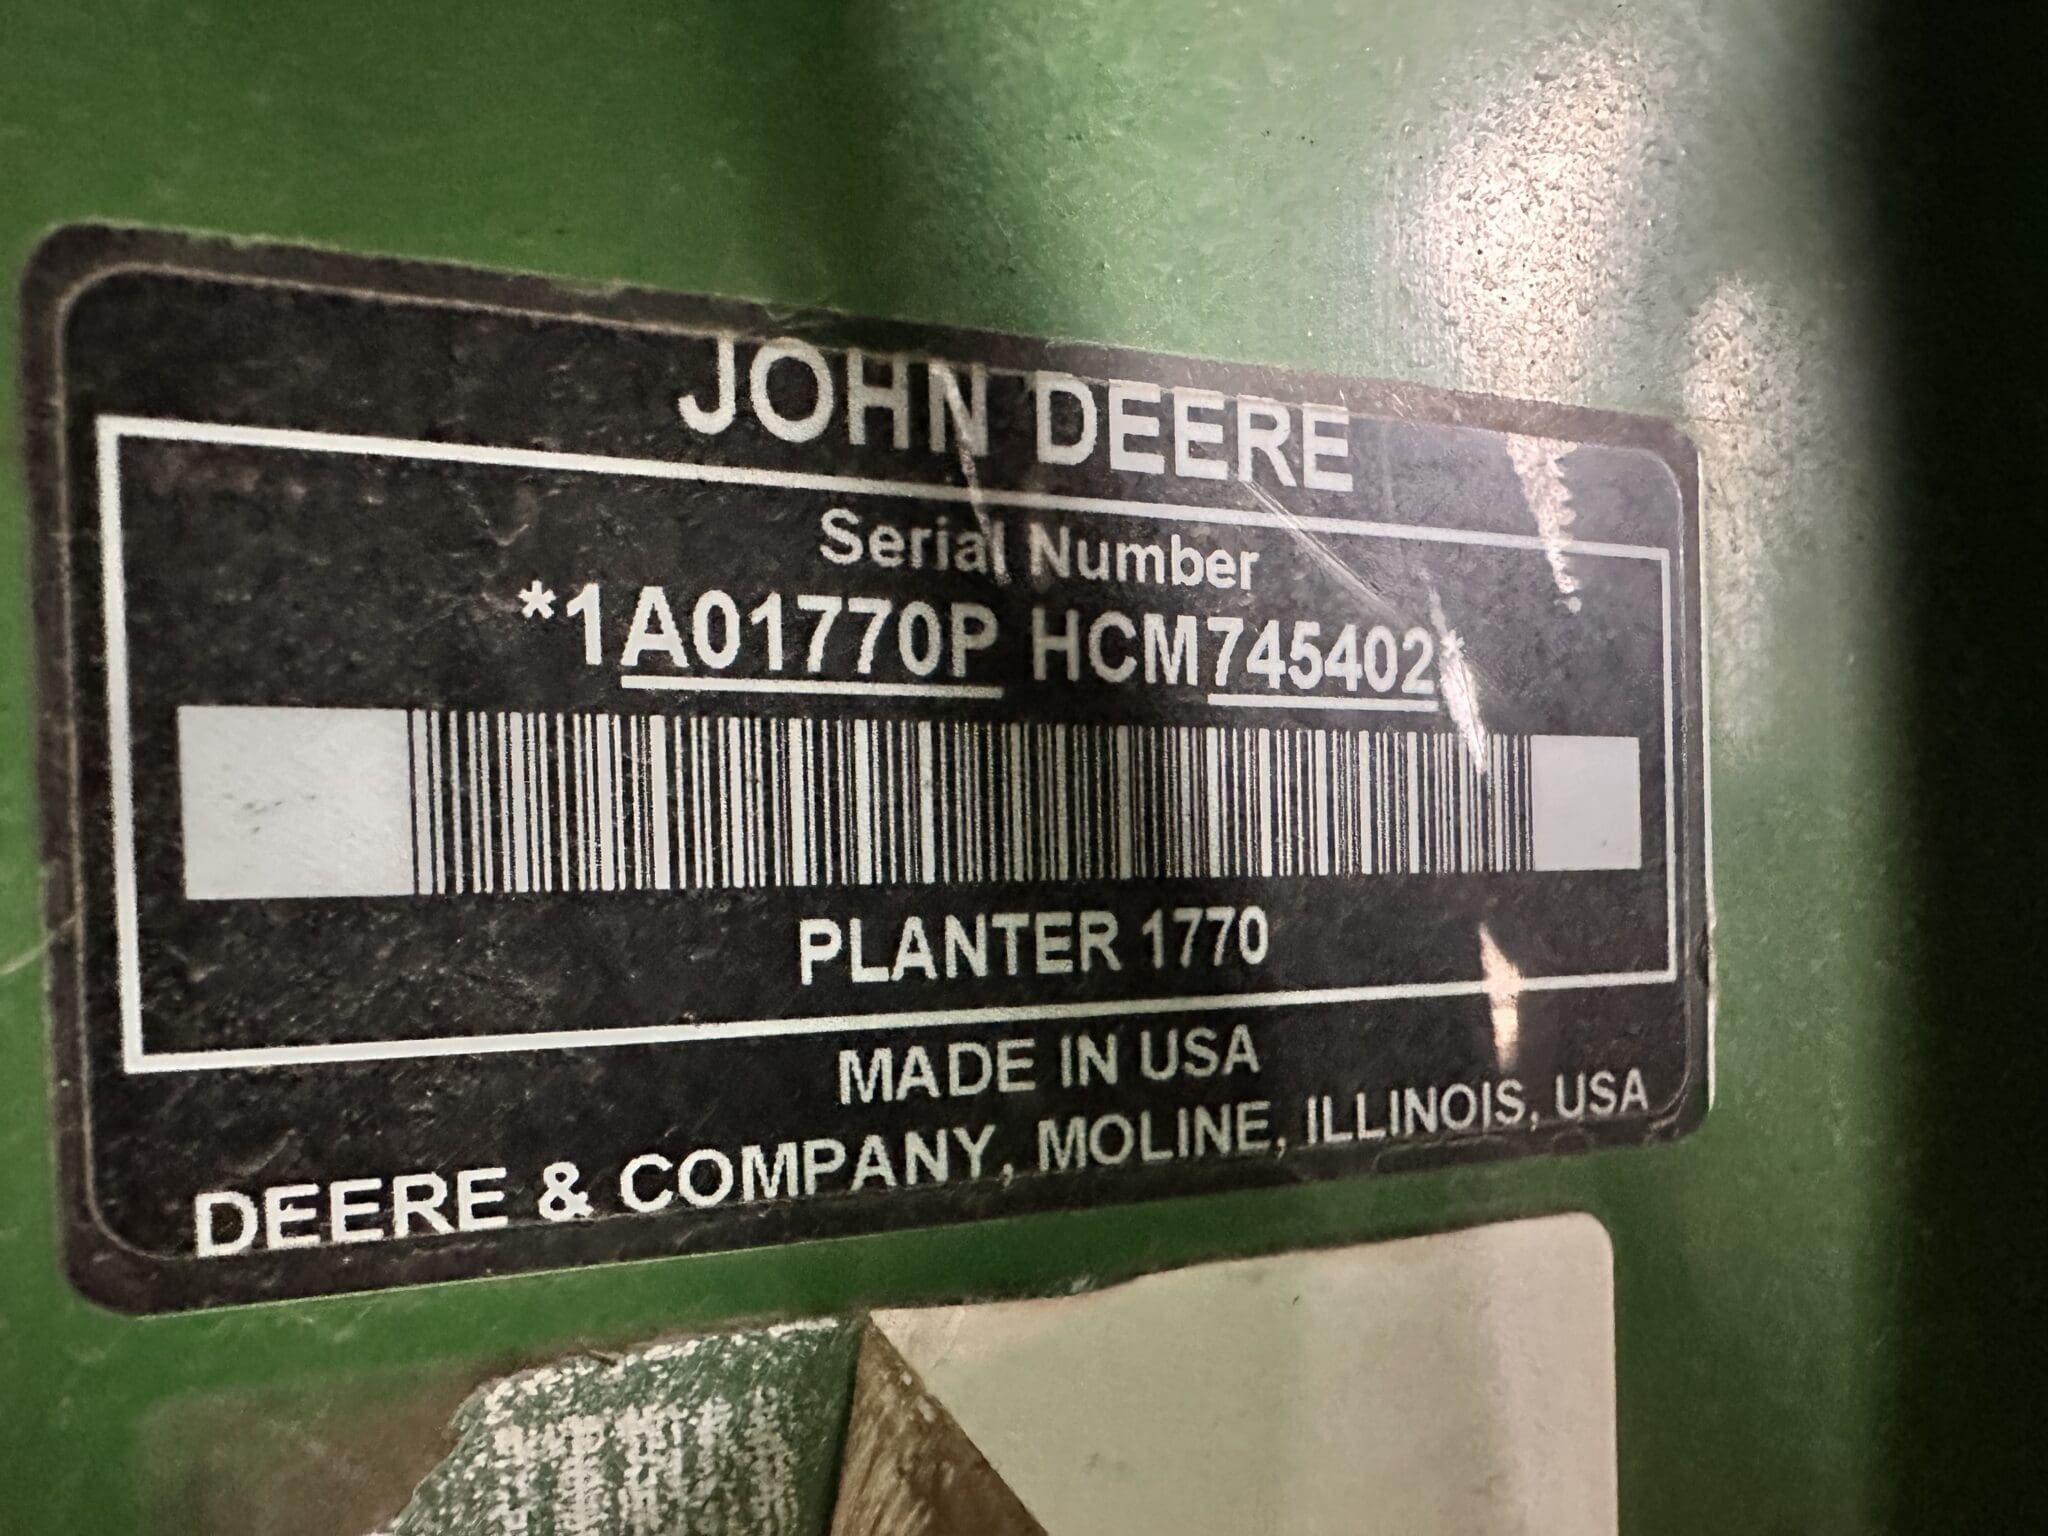 JOHN DEERE
Serial Number
*1A01770P HCM745402*
PLANTER 1770
MADE IN USA
DEERE & COMPANY, MOLINE, ILLINOIS, USA